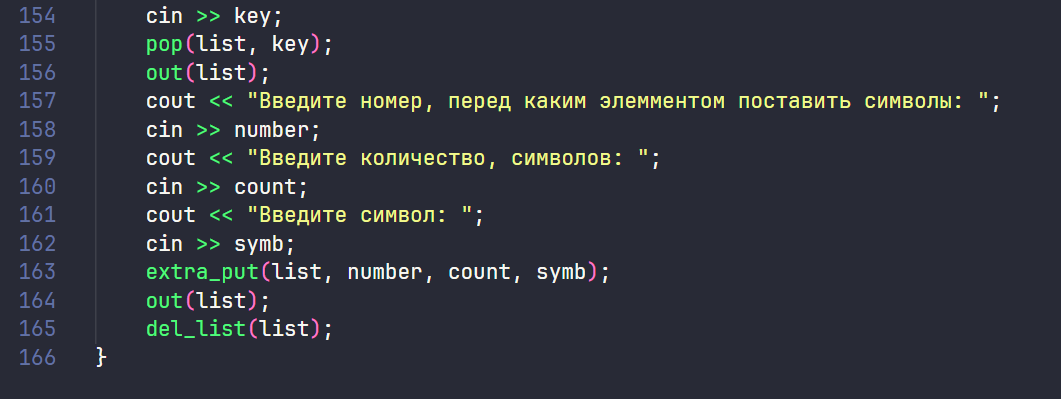 154 cin >> key;
155 pop(list, key);
156 out(list);
157 cout << "Введите номер, перед каким элемментом поставить символы: ";
158 cin >> number;
159 cout << "Введите количество, символов: ";
160 cin >> count;
161 cout << "Введите символ: ";
162 cin >> symb;
163 extra_put(list, number, count, symb);
164 out(list);
165 del_list(list);
166 }